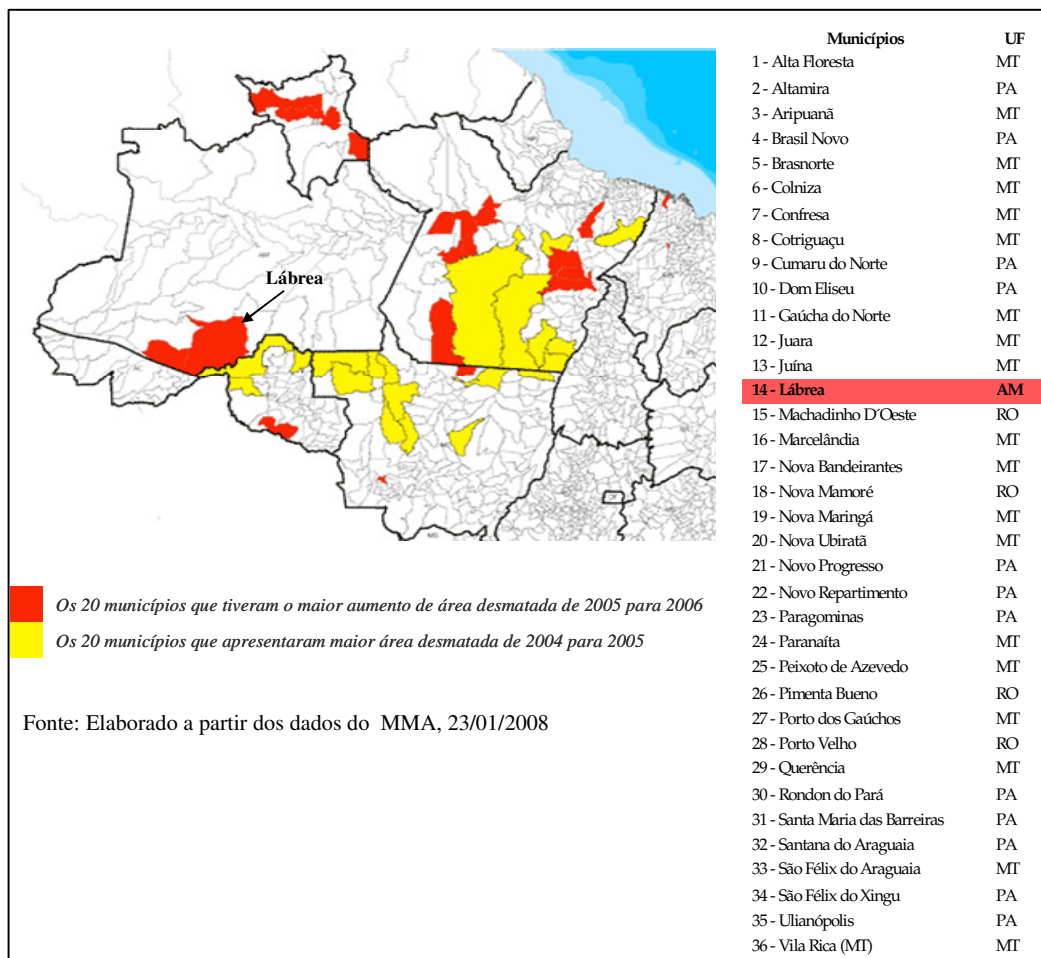 Lábrea
Os 20 municípios que tiveram o maior aumento de área desmatada de 2005 para 2006
Os 20 municípios que apresentaram maior área desmatada de 2004 para 2005
Fonte: Elaborado a partir dos dados do MMA, 23/01/2008
Municípios UF
1 - Alta Floresta MT
2 - Altamira PA
3 - Aripuanã MT
4 - Brasil Novo PA
5 - Brasnorte MT
6 - Colniza MT
7 - Confresa MT
8 - Cotriguaçu MT
9 - Cumaru do Norte PA
10 - Dom Eliseu PA
11 - Gaúcha do Norte MT
12 - Juara MT
13 - Juína MT
14 - Lábrea AM
15 - Machadinho D´Oeste RO
16 - Marcelândia MT
17 - Nova Bandeirantes MT
18 - Nova Mamoré RO
19 - Nova Maringá MT
20 - Nova Ubiratã MT
21 - Novo Progresso PA
22 - Novo Repartimento PA
23 - Paragominas PA
24 - Paranaíta MT
25 - Peixoto de Azevedo MT
26 - Pimenta Bueno RO
27 - Porto dos Gaúchos MT
28 - Porto Velho RO
29 - Querência MT
30 - Rondon do Pará PA
31 - Santa Maria das Barreiras PA
32 - Santana do Araguaia PA
33 - São Félix do Araguaia MT
34 - São Félix do Xingu PA
35 - Ulianópolis PA
36 - Vila Rica (MT) MT